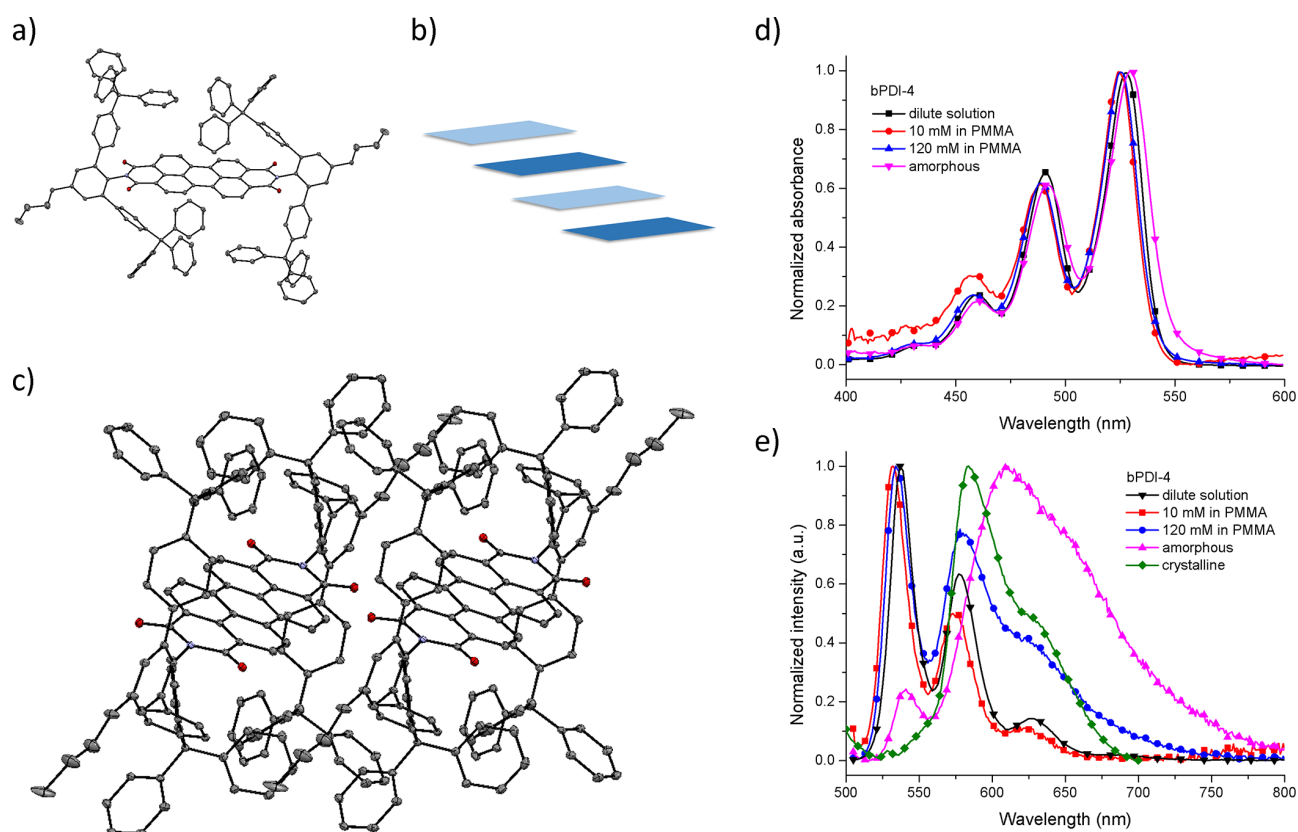 a)
b)
c)
d)
1.0
0.8
0.6
0.4
0.2
0.0
Normalized absorbance
bPDI-4
dilute solution
10 mM in PMMA
120 mM in PMMA
amorphous
400 450 500 550 600
Wavelength (nm)
e)
1.0
0.8
0.6
0.4
0.2
0.0
Normalized intensity (a.u.)
bPDI-4
dilute solution
10 mM in PMMA
120 mM in PMMA
amorphous
crystalline
500 550 600 650 700 750 800
Wavelength (nm)